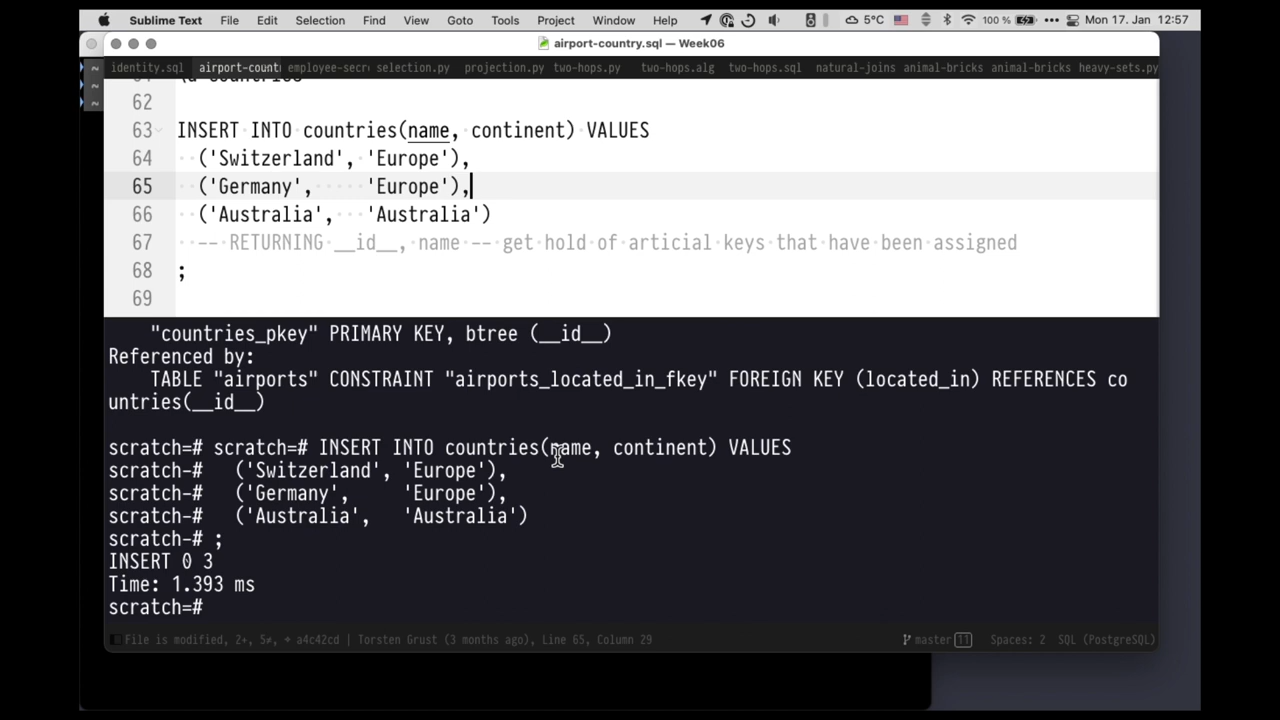 Sublime Text File Edit Selection Find View Goto Tools Project Window Help 5°C 100 % ••• Mon 17. Jan 12:57
airport-country.sql — Week06
identity.sql airport-count employee-secre selection.py projection.py two-hops.py two-hops.alg two-hops.sql natural-joins animal-bricks animal-bricks heavy-sets.py
62
63 INSERT INTO countries(name, continent) VALUES
64 ('Switzerland', 'Europe'),
65 ('Germany', 'Europe'),
66 ('Australia', 'Australia')
67 -- RETURNING __id__, name -- get hold of articial keys that have been assigned
68 ;
69
"countries_pkey" PRIMARY KEY, btree (__id__)
Referenced by:
TABLE "airports" CONSTRAINT "airports_located_in_fkey" FOREIGN KEY (located_in) REFERENCES co
untries(__id__)
scratch=# scratch=# INSERT INTO countries(name, continent) VALUES
scratch-# ('Switzerland', 'Europe'),
scratch-# ('Germany', 'Europe'),
scratch-# ('Australia', 'Australia')
scratch-# ;
INSERT 0 3
Time: 1.393 ms
scratch=#
File is modified, 2+, 5≠, + a4c42cd | Torsten Grust (3 months ago), Line 65, Column 29 master 11 Spaces: 2 SQL (PostgreSQL)